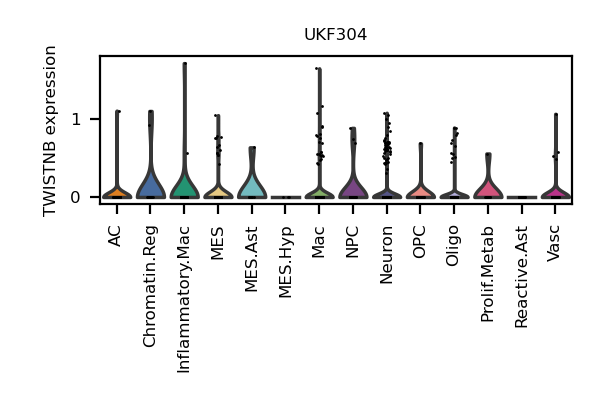 UKF304
TWISTNB expression
1
0
AC
Chromatin.Reg
Inflammatory.Mac
MES
MES.Ast
MES.Hyp
Mac
NPC
Neuron
OPC
Oligo
Prolif.Metab
Reactive.Ast
Vasc